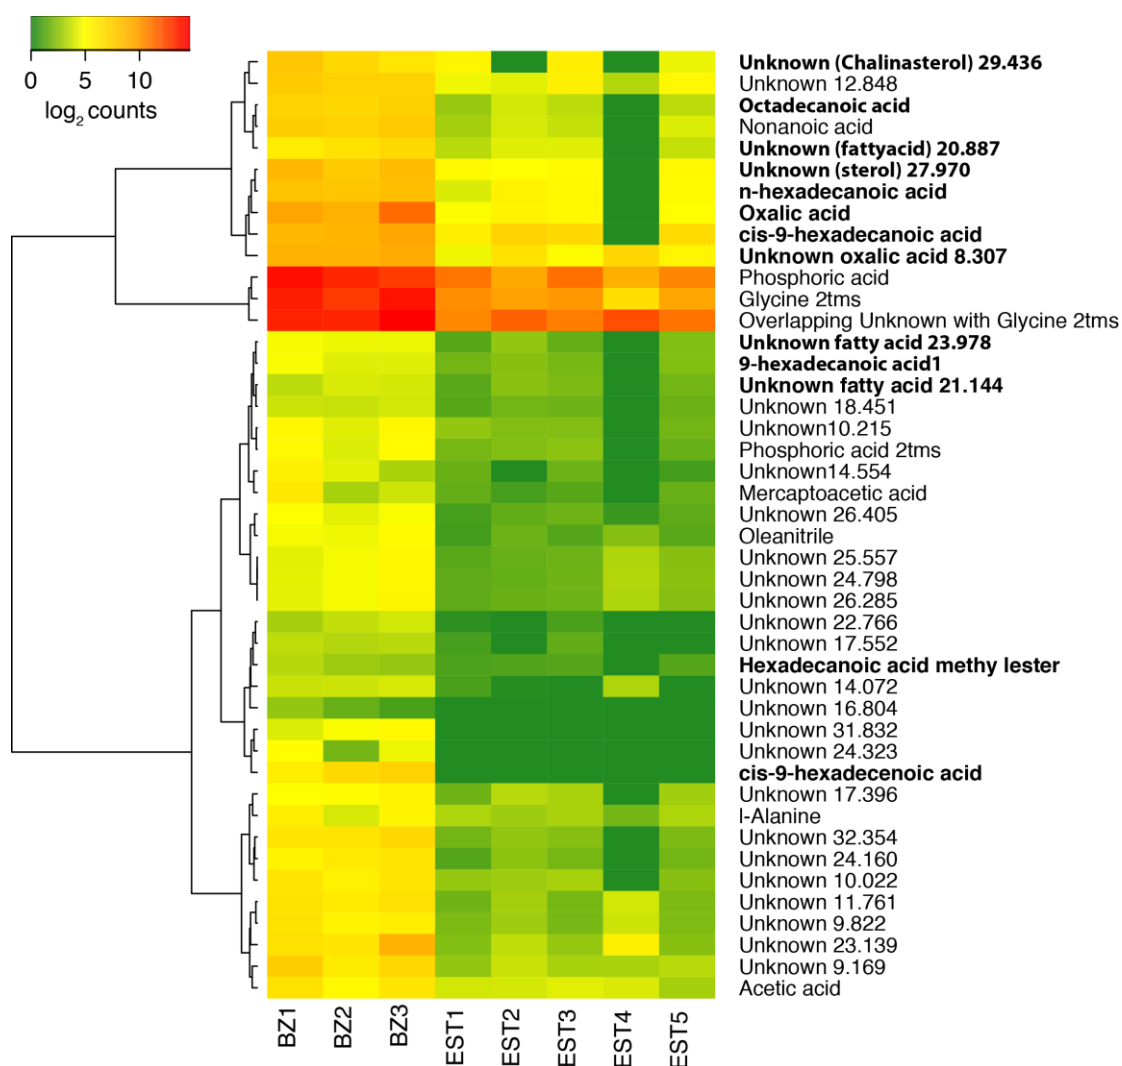 0 5 10
log2 counts
Unknown (Chalinasterol) 29.436
Unknown 12.848
Octadecanoic acid
Nonanoic acid
Unknown (fattyacid) 20.887
Unknown (sterol) 27.970
n-hexadecanoic acid
Oxalic acid
cis-9-hexadecanoic acid
Unknown oxalic acid 8.307
Phosphoric acid
Glycine 2tms
Overlapping Unknown with Glycine 2tms
Unknown fatty acid 23.978
9-hexadecanoic acid1
Unknown fatty acid 21.144
Unknown 18.451
Unknown10.215
Phosphoric acid 2tms
Unknown14.554
Mercaptoacetic acid
Unknown 26.405
Oleanitrile
Unknown 25.557
Unknown 24.798
Unknown 26.285
Unknown 22.766
Unknown 17.552
Hexadecanoic acid methy lester
Unknown 14.072
Unknown 16.804
Unknown 31.832
Unknown 24.323
cis-9-hexadecenoic acid
Unknown 17.396
l-Alanine
Unknown 32.354
Unknown 24.160
Unknown 10.022
Unknown 11.761
Unknown 9.822
Unknown 23.139
Unknown 9.169
Acetic acid
BZ1 BZ2 BZ3 EST1 EST2 EST3 EST4 EST5